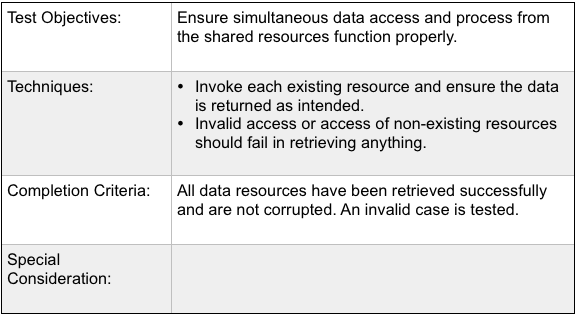 Test Objectives:
Ensure simultaneous data access and process from
the shared resources function properly.
Techniques:
• Invoke each existing resource and ensure the data
is returned as intended.
• Invalid access or access of non-existing resources
should fail in retrieving anything.
Completion Criteria:
All data resources have been retrieved successfully
and are not corrupted. An invalid case is tested.
Special
Consideration: